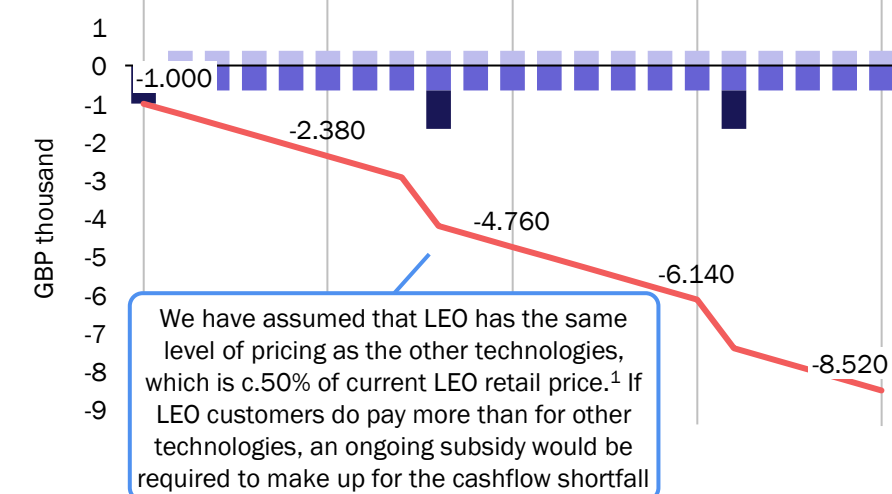 1
0
-1
-2
-3
-4
-5
-6
-7
-8
-9
GBP thousand
-1.000
-2.380
-4.760
-6.140
-8.520
We have assumed that LEO has the same
level of pricing as the other technologies,
which is c.50% of current LEO retail price.¹ If
LEO customers do pay more than for other
technologies, an ongoing subsidy would be
required to make up for the cashflow shortfall